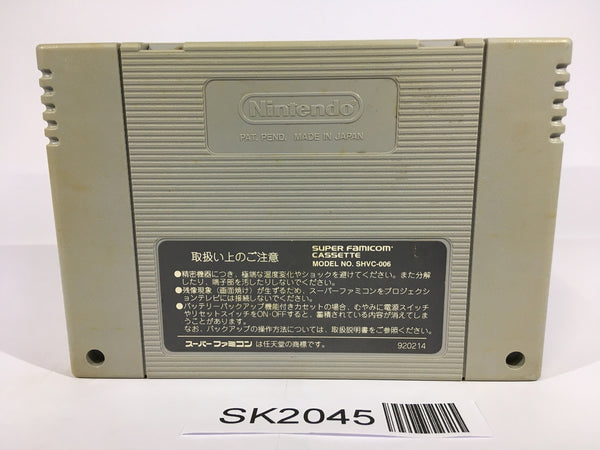 Nintendo
PAT. PEND. MADE IN JAPAN
取扱い上のご注意
SUPER FAMICOM
CASSETTE
MODEL NO. SHVC-006
●精密機器につき、極端な温度変化やショックを避けてください。また分解
したり、端子部を汚したりしないでください。
●残像現象(画面焼け)が生ずるため、スーパーファミコンをプロジェクシ
ョンテレビには接続しないでください。
●バッテリーバックアップ機能付きカセットの場合、むやみに電源スイッチ
やリセットスイッチをON-OFFすると、蓄積されている内容が消えてしま
うことがあります。
なお、バックアップの操作方法については、取扱説明書をご参照ください。
スーパーファミコンは任天堂の商標です。
920214
SK2045